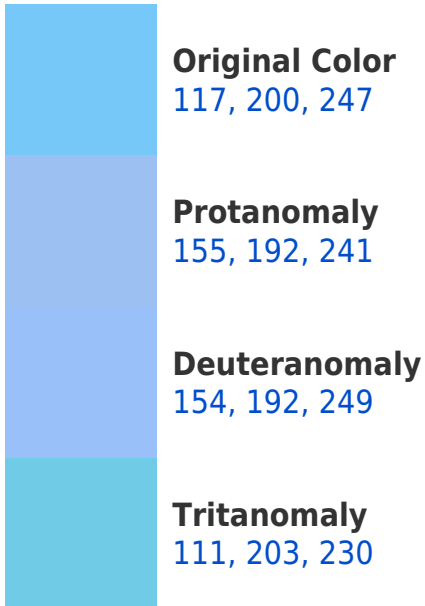 Original Color
117, 200, 247
Protanomaly
155, 192, 241
Deuteranomaly
154, 192, 249
Tritanomaly
111, 203, 230